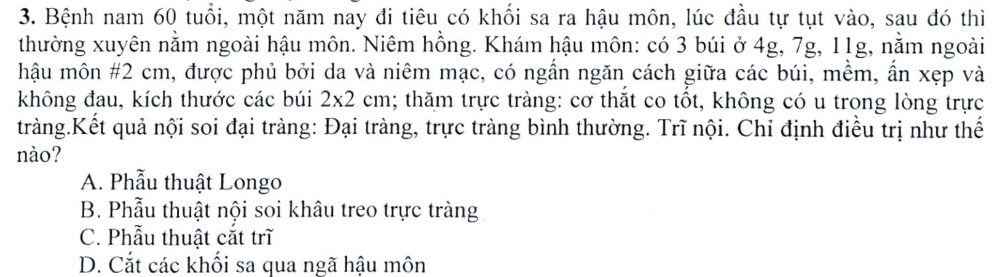 3. Bệnh nam 60 tuổi, một năm nay đi tiêu có khối sa ra hậu môn, lúc đầu tự tụt vào, sau đó thì
thường xuyên nằm ngoài hậu môn. Niêm hồng. Khám hậu môn: có 3 búi ở 4g, 7g, 11g, nằm ngoài
hậu môn #2 cm, được phủ bởi da và niêm mạc, có ngấn ngăn cách giữa các búi, mềm, ấn xẹp và
không đau, kích thước các búi 2x2 cm; thăm trực tràng: cơ thắt co tốt, không có u trong lòng trực
tràng.Kết quả nội soi đại tràng: Đại tràng, trực tràng bình thường. Trĩ nội. Chỉ định điều trị như thế
nào?
A. Phẫu thuật Longo
B. Phẫu thuật nội soi khâu treo trực tràng
C. Phẫu thuật cắt trĩ
D. Cắt các khối sa qua ngã hậu môn